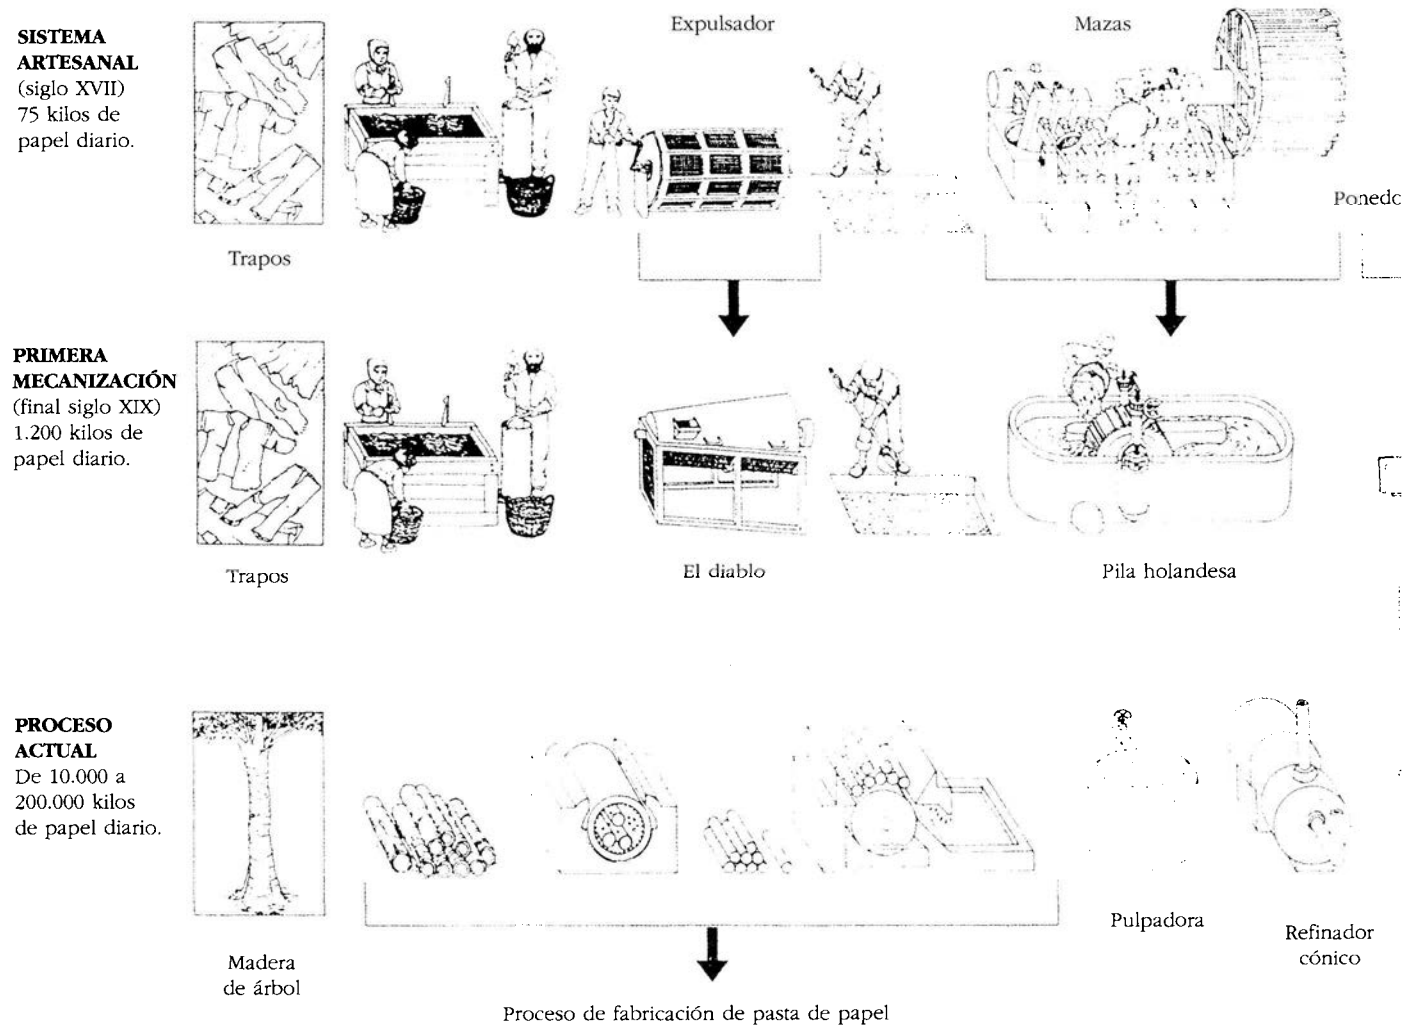 SISTEMA
ARTESANAL
(siglo XVII)
75 kilos de
papel diario.
Trapos
Expulsador
Mazas
PRIMERA
MECANIZACIÓN
(final siglo XIX)
1.200 kilos de
papel diario.
Trapos
El diablo
Pila holandesa
PROCESO
ACTUAL
De 10.000 a
200.000 kilos
de papel diario.
Madera
de árbol
Proceso de fabricación de pasta de papel
Pulpadora
Refinador
cónico